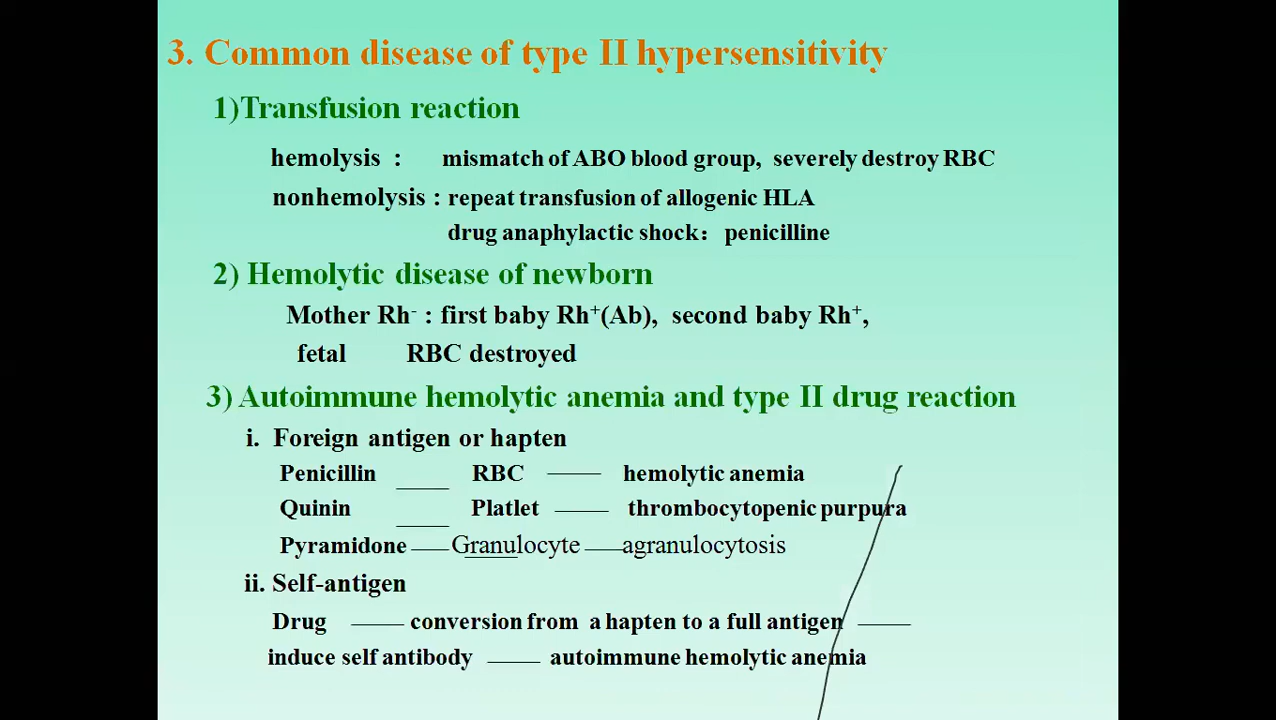 3. Common disease of type II hypersensitivity
1)Transfusion reaction
hemolysis : mismatch of ABO blood group, severely destroy RBC
nonhemolysis : repeat transfusion of allogenic HLA
drug anaphylactic shock： penicilline
2) Hemolytic disease of newborn
Mother Rh- : first baby Rh+(Ab), second baby Rh+,
fetal RBC destroyed
3) Autoimmune hemolytic anemia and type II drug reaction
i. Foreign antigen or hapten
Penicillin —— RBC —— hemolytic anemia
Quinin —— Platlet —— thrombocytopenic purpura
Pyramidone —— Granulocyte —— agranulocytosis
ii. Self-antigen
Drug —— conversion from a hapten to a full antigen ——
induce self antibody —— autoimmune hemolytic anemia